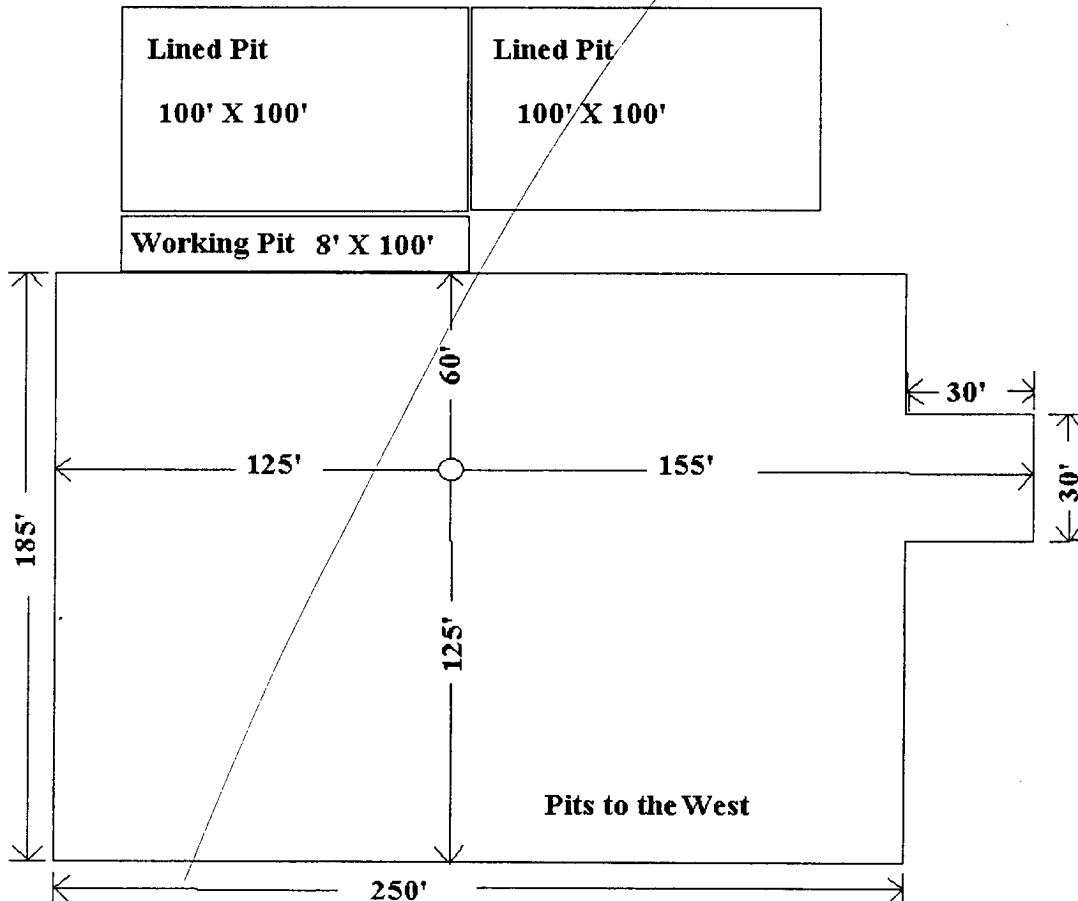 Lined Pit
100' X 100'
Lined Pit
100' X 100'
Working Pit 8' X 100'
60'
30'
125'
155'
30'
185'
125'
Pits to the West
250'